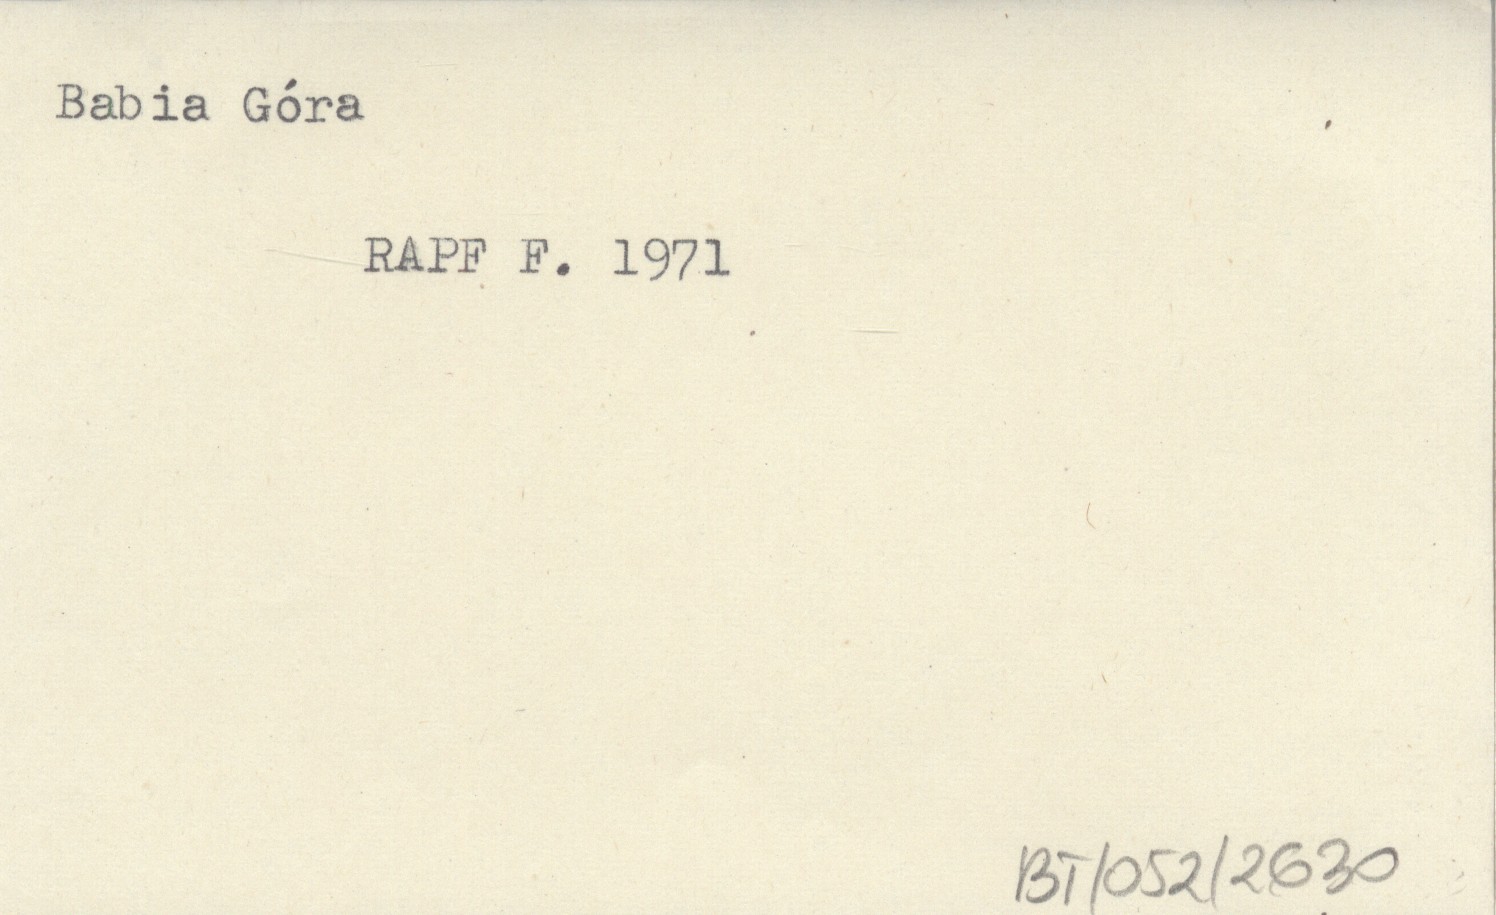 Babia Góra
RAPF F. 1971
BT/052/2630